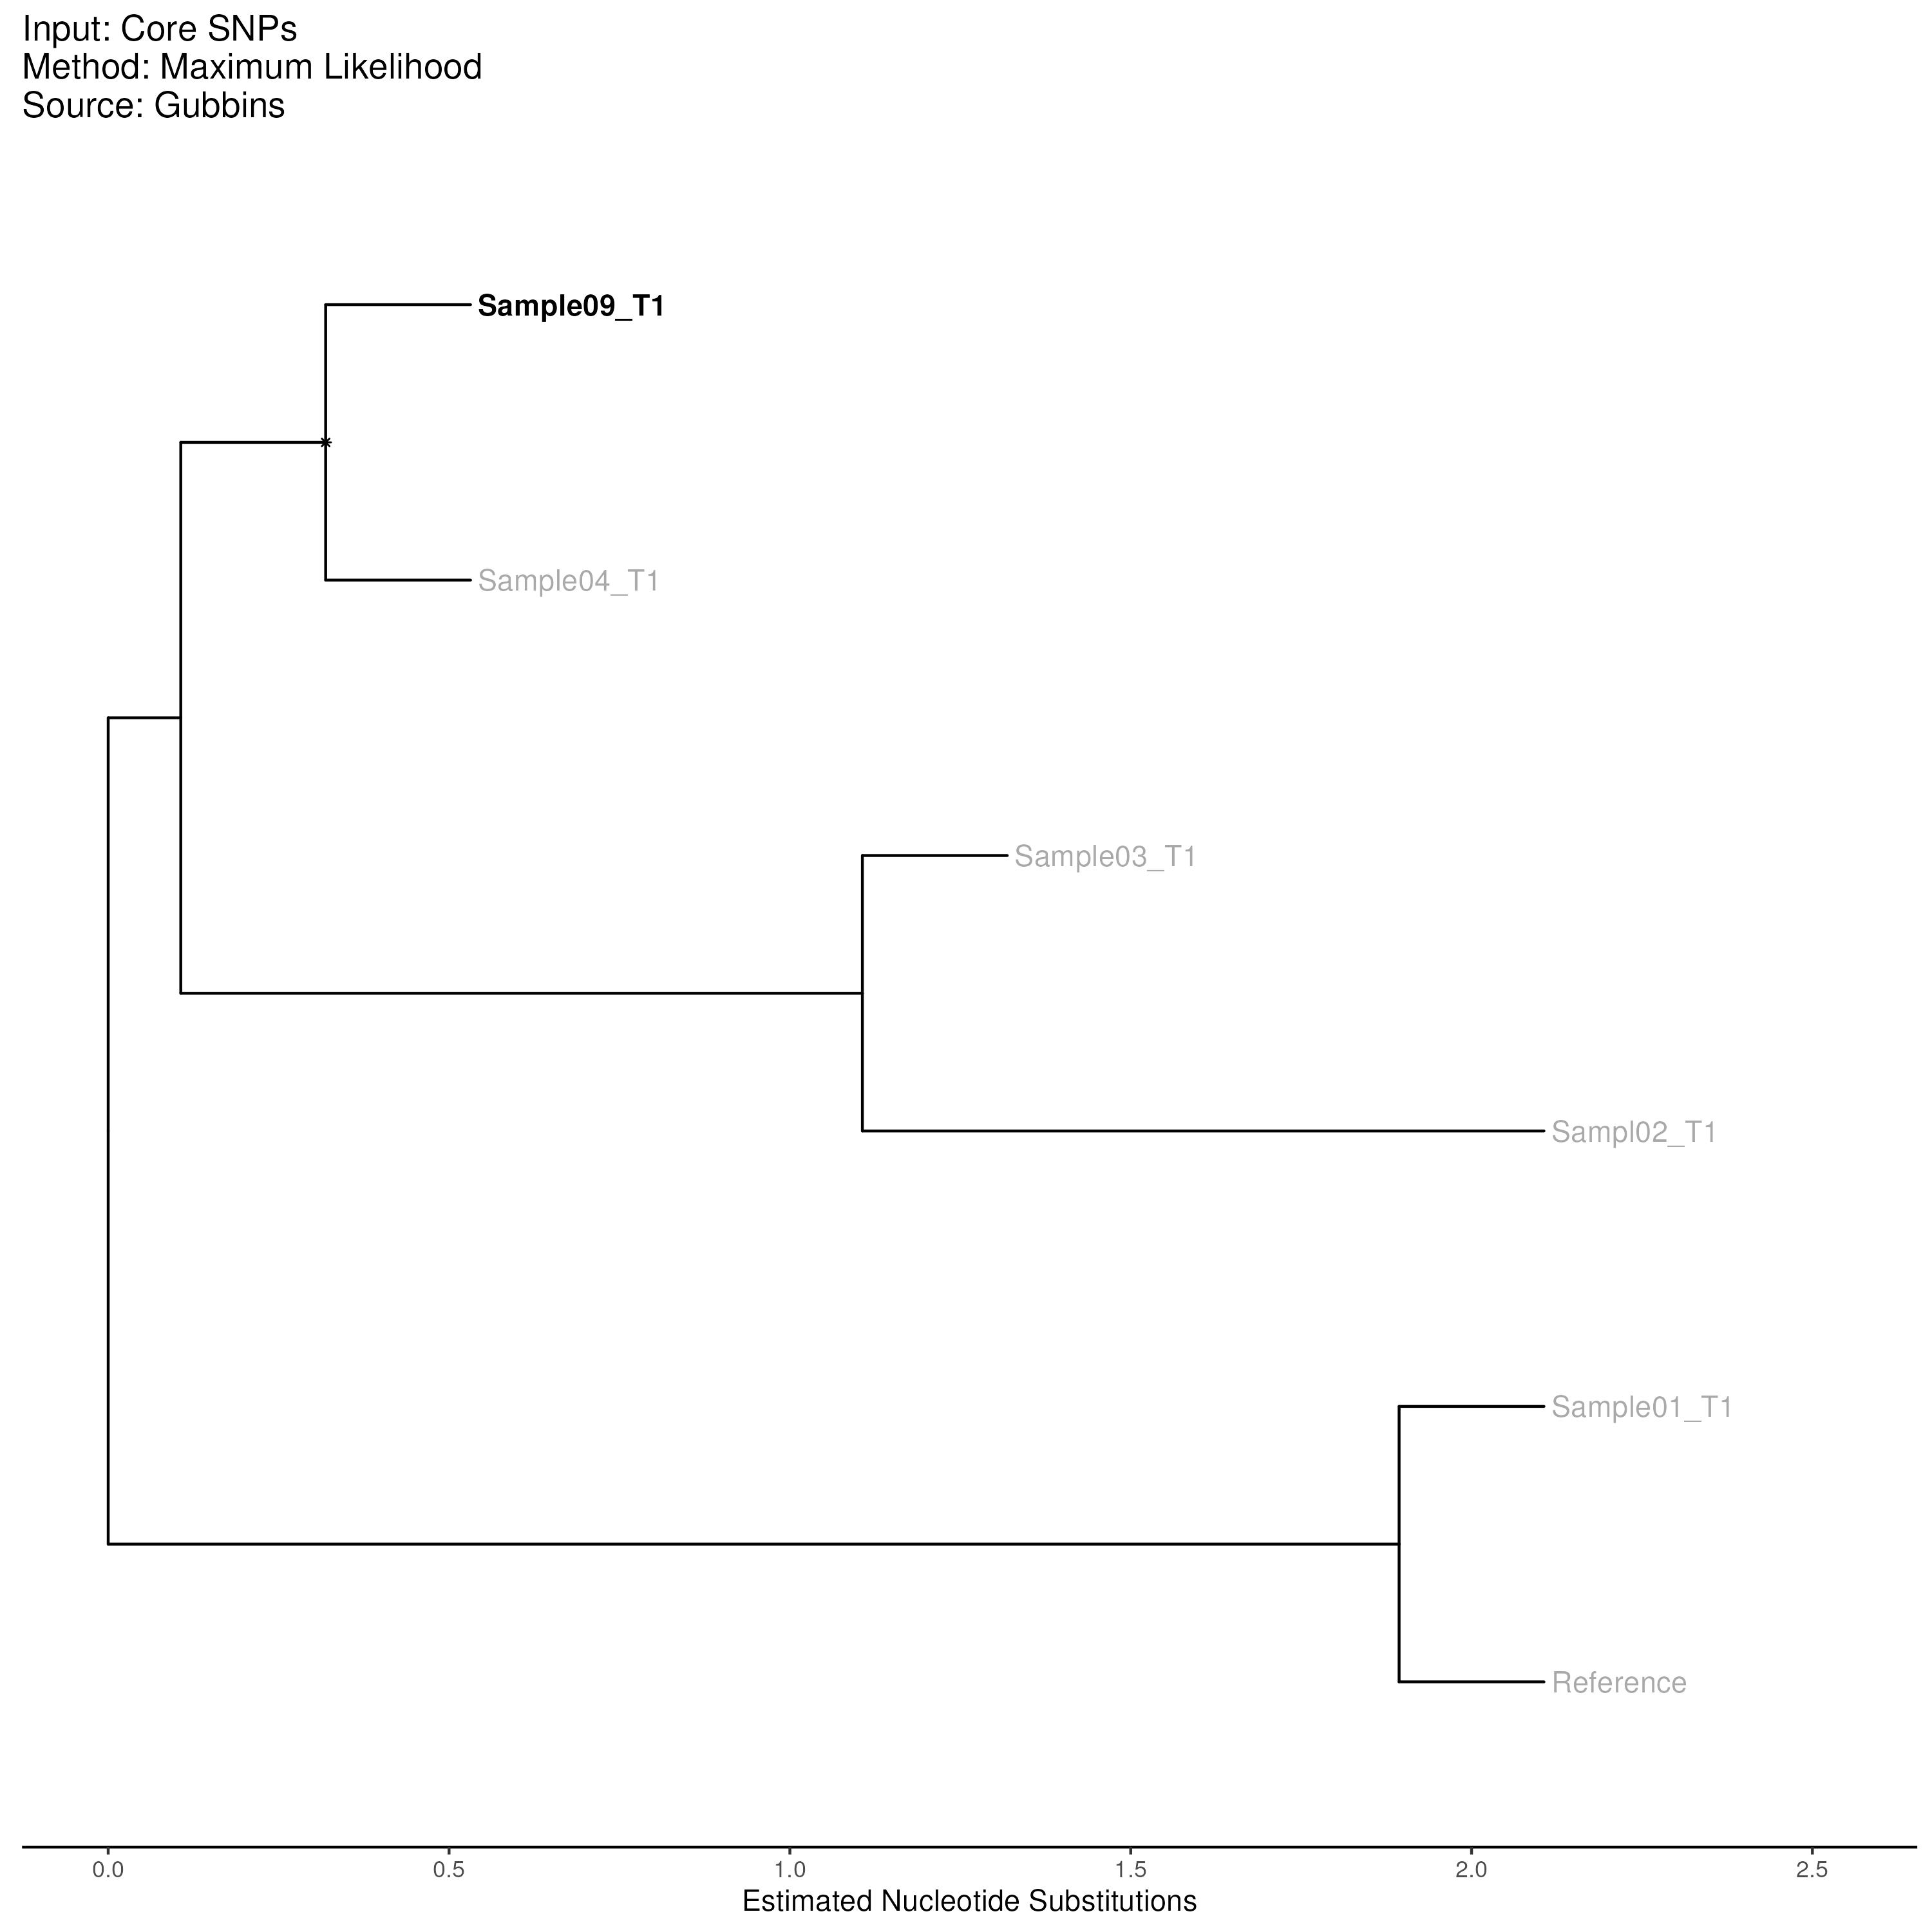 Input: Core SNPs
Method: Maximum Likelihood
Source: Gubbins
Sample09_T1
Sample04_T1
Sample03_T1
Sampl02_T1
Sample01_T1
Reference
0.0 0.5 1.0 1.5 2.0 2.5
Estimated Nucleotide Substitutions